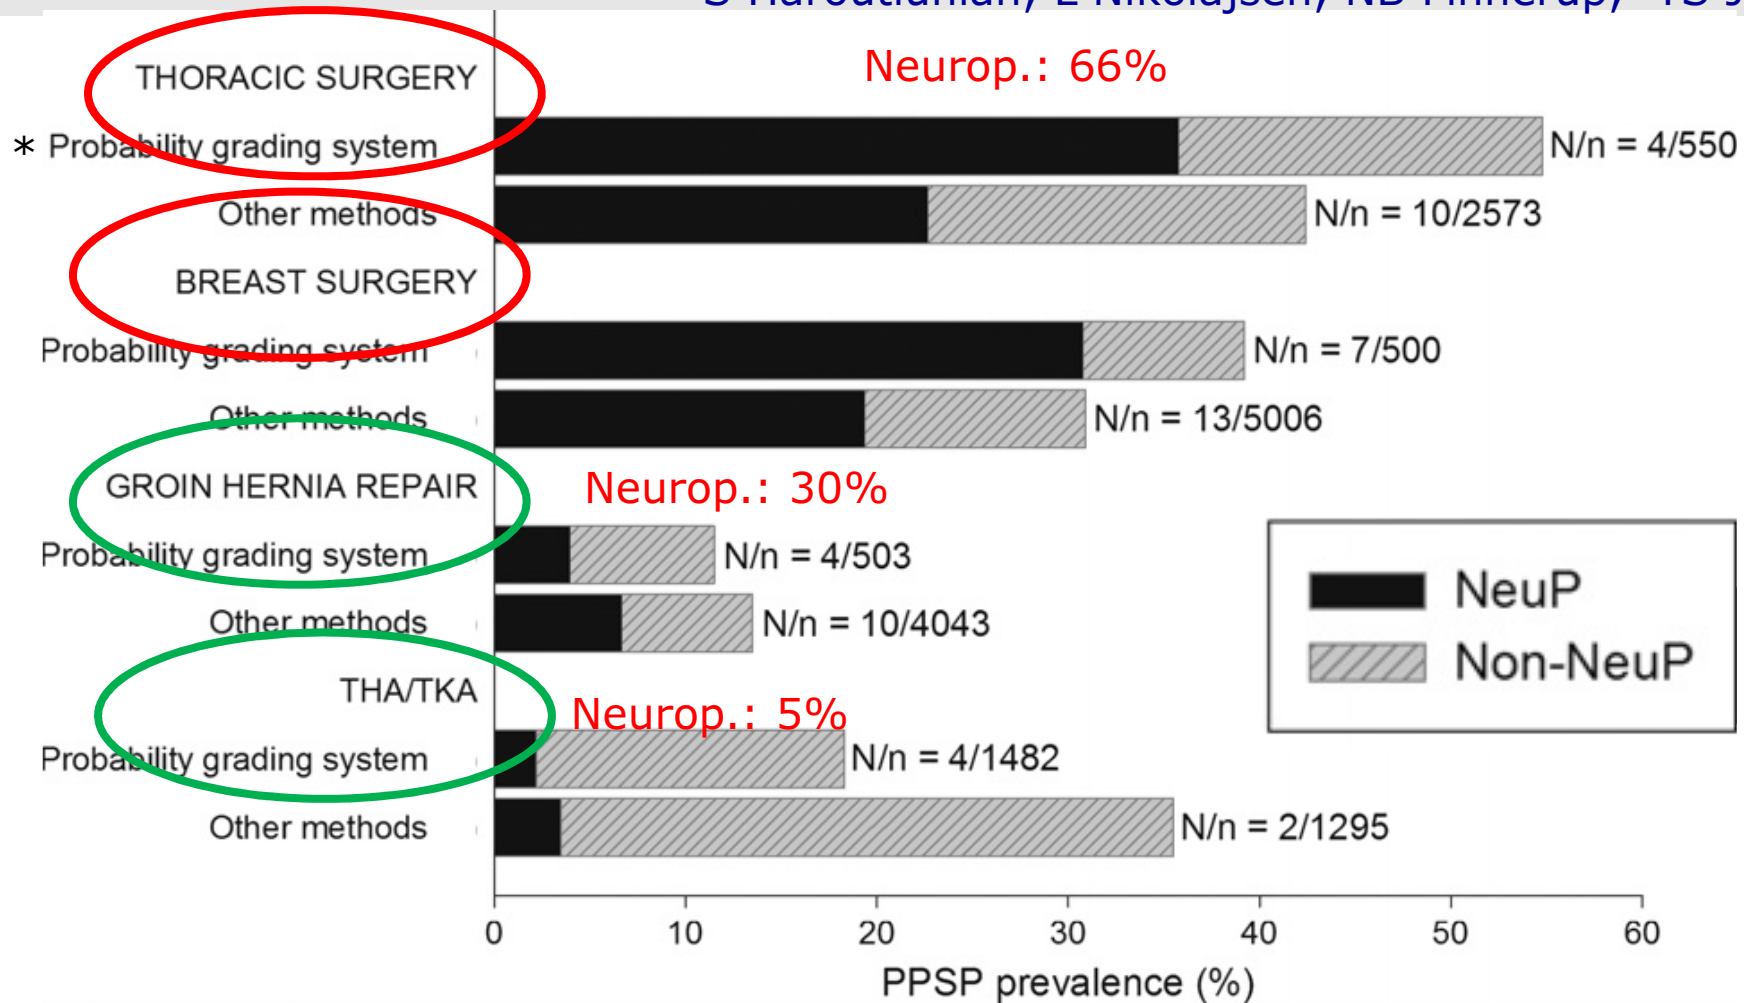 THORACIC SURGERY
Neurop.: 66%
* Probability grading system
N/n = 4/550
Other methods
N/n = 10/2573
BREAST SURGERY
Probability grading system
N/n = 7/500
Other methods
N/n = 13/5006
GROIN HERNIA REPAIR
Neurop.: 30%
Probability grading system
N/n = 4/503
Other methods
N/n = 10/4043
THA/TKA
Neurop.: 5%
Probability grading system
N/n = 4/1482
Other methods
N/n = 2/1295
NeuP
Non-NeuP
0 10 20 30 40 50 60
PPSP prevalence (%)